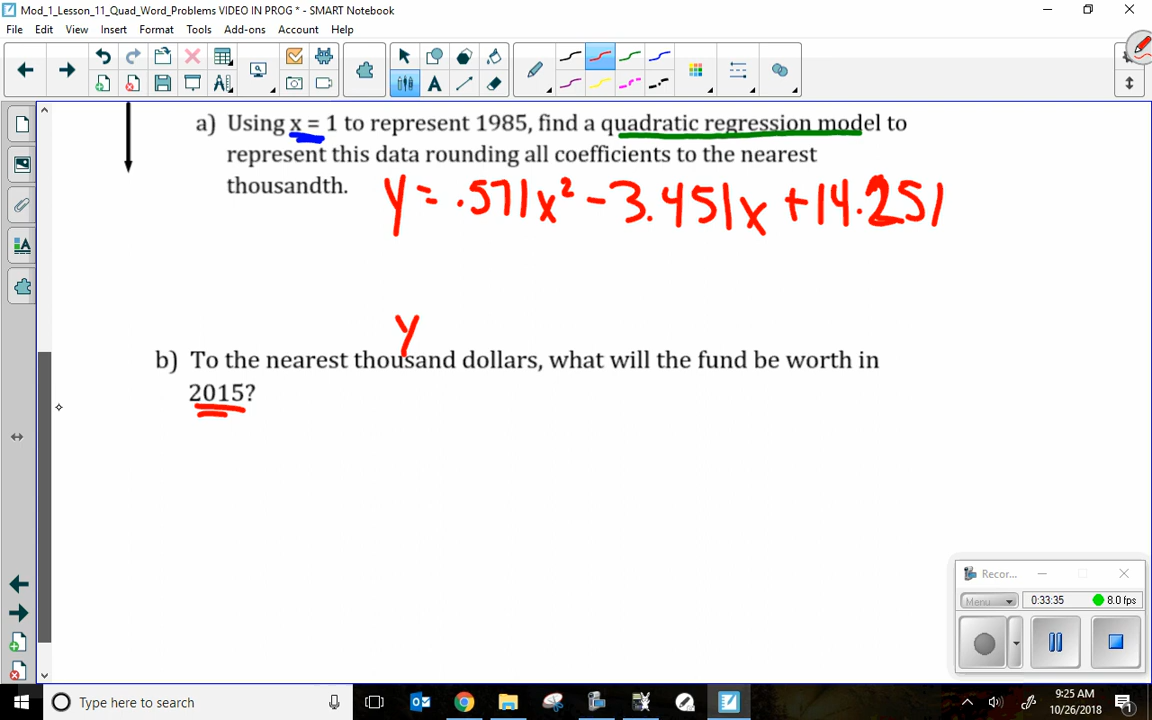 Mod_1_Lesson_11_Quad_Word_Problems VIDEO IN PROG * - SMART Notebook
File Edit View Insert Format Tools Add-ons Account Help
a) Using x = 1 to represent 1985, find a quadratic regression model to
represent this data rounding all coefficients to the nearest
thousandth. y = .571x² - 3.451x + 14.251
y
b) To the nearest thousand dollars, what will the fund be worth in
2015?
Recor...
Menu 0:33:35 8.0 fps
Type here to search
9:25 AM
10/26/2018
1